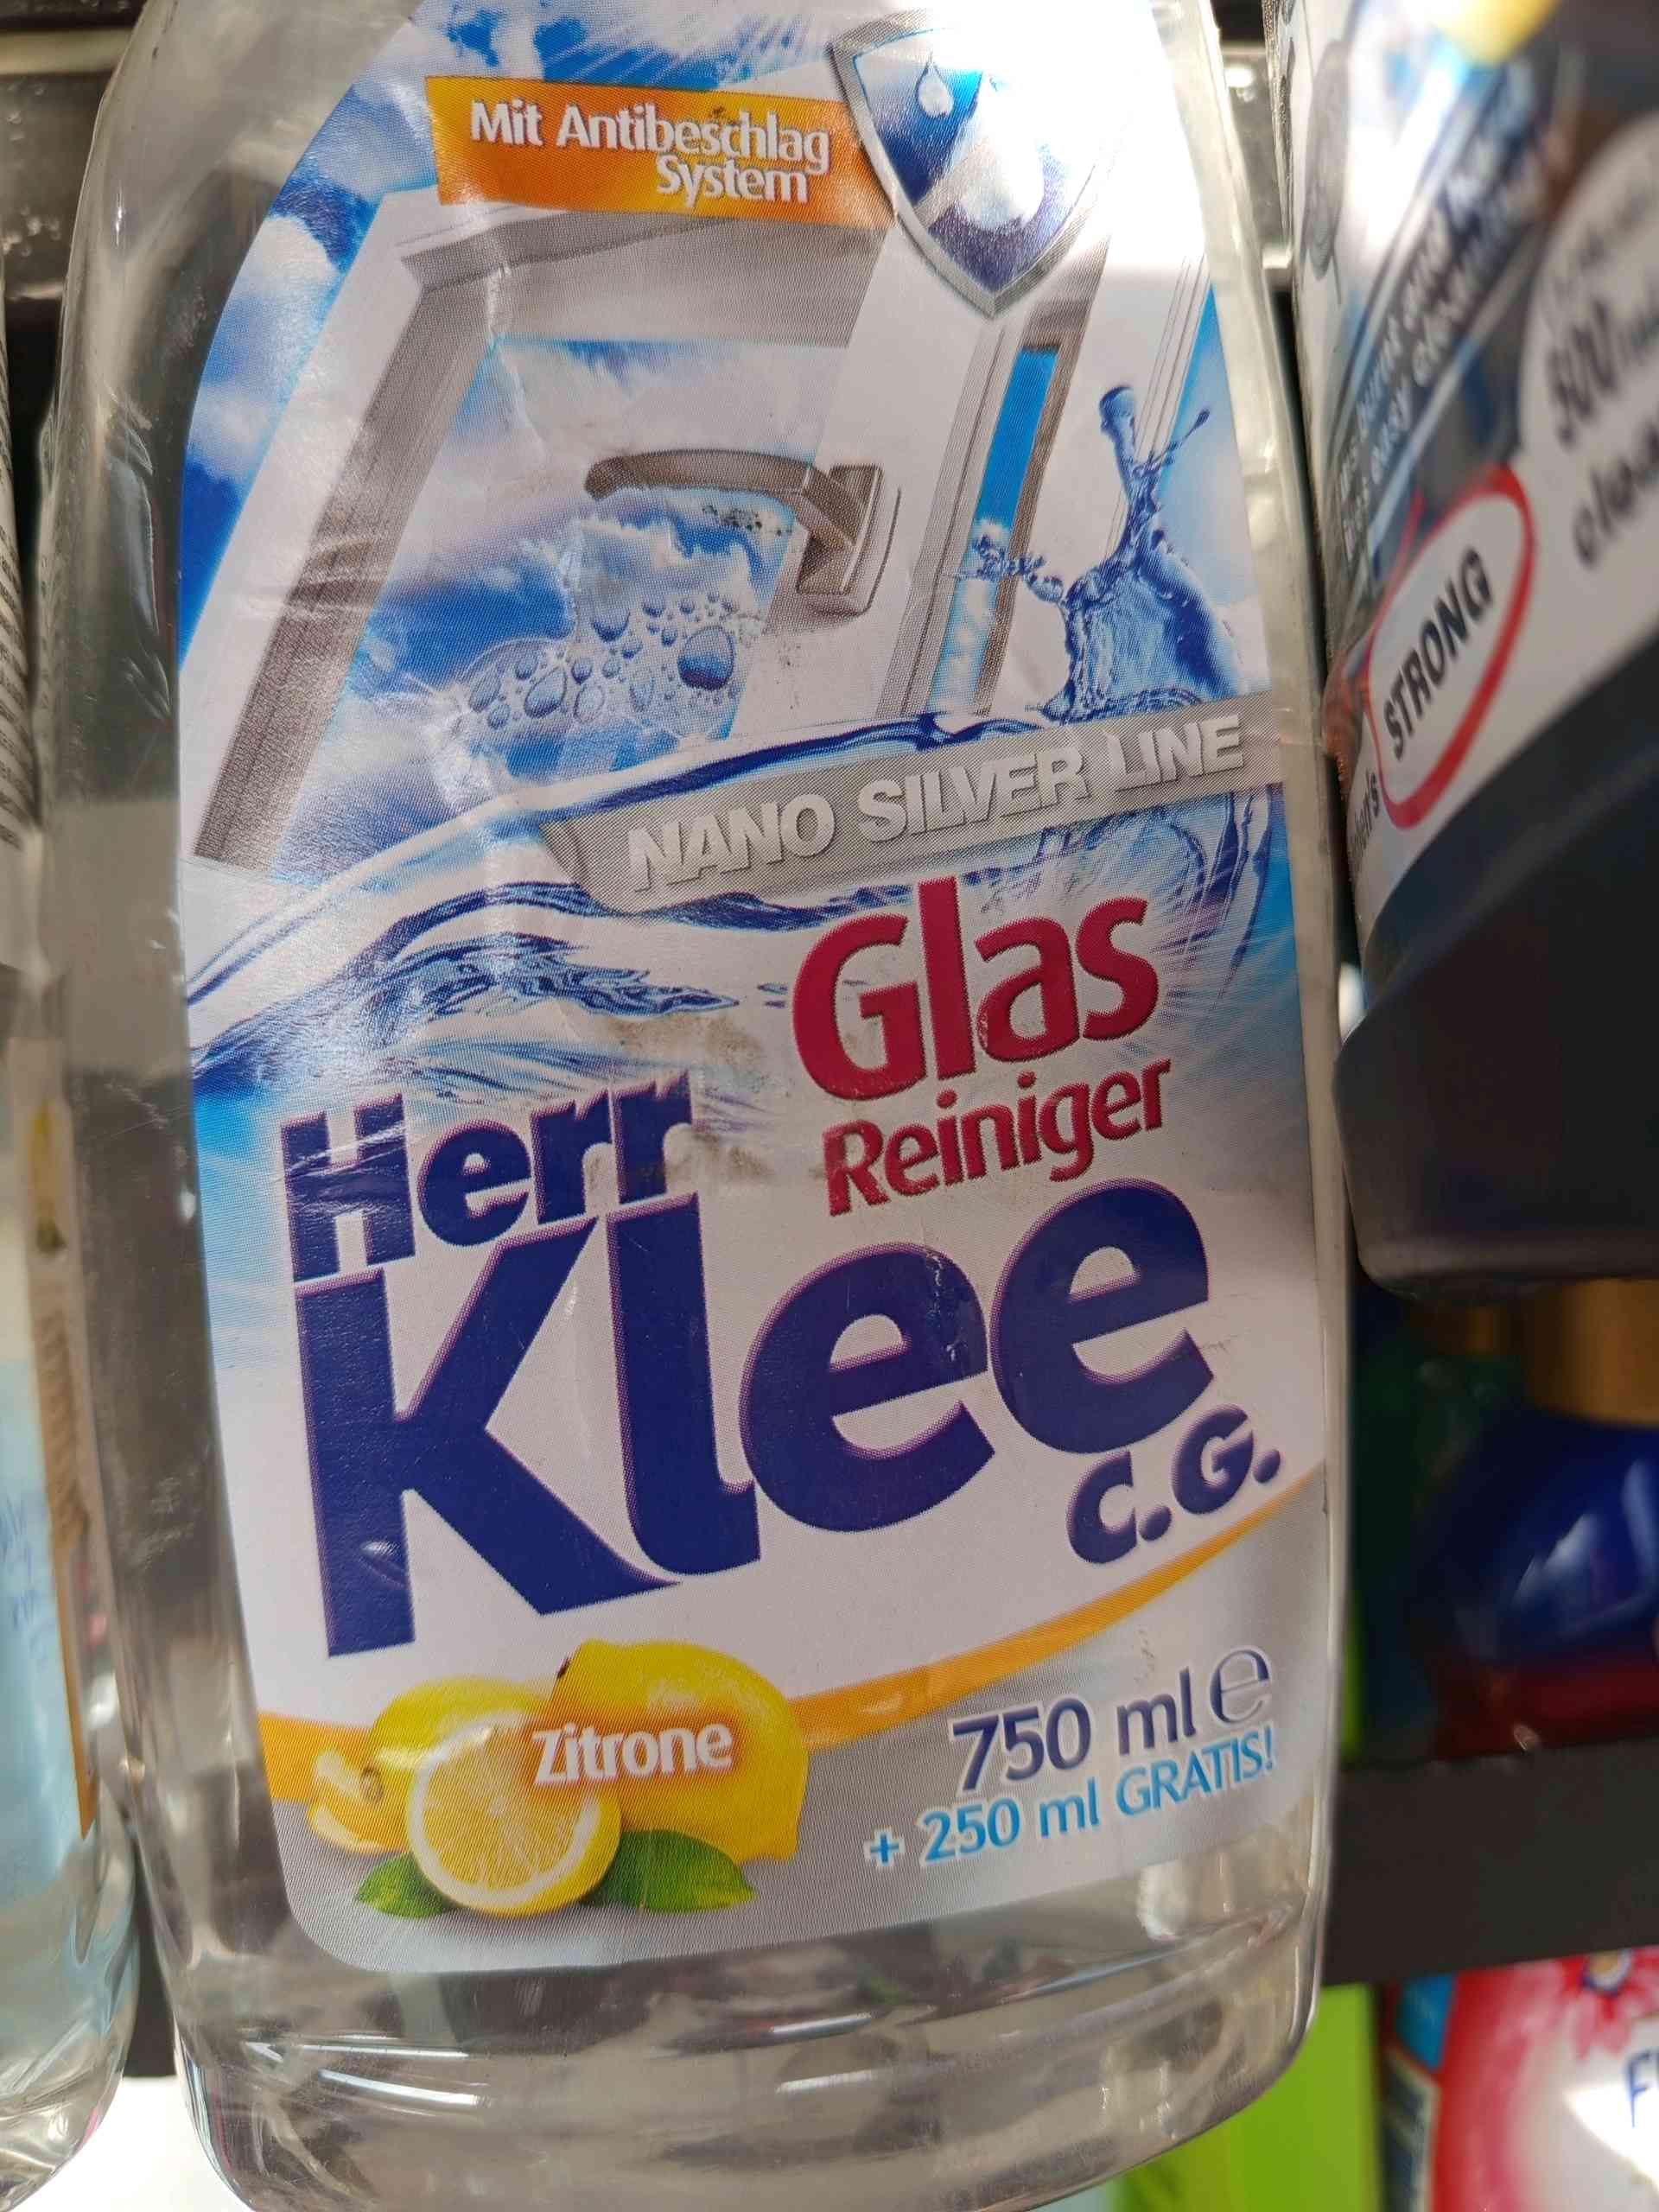 Mit Antibeschlag
System
NANO SILVER LINE
Glas
Reiniger
Herr
Klee
C.G.
Zitrone
750 ml e
+ 250 ml GRATIS!
STRONG